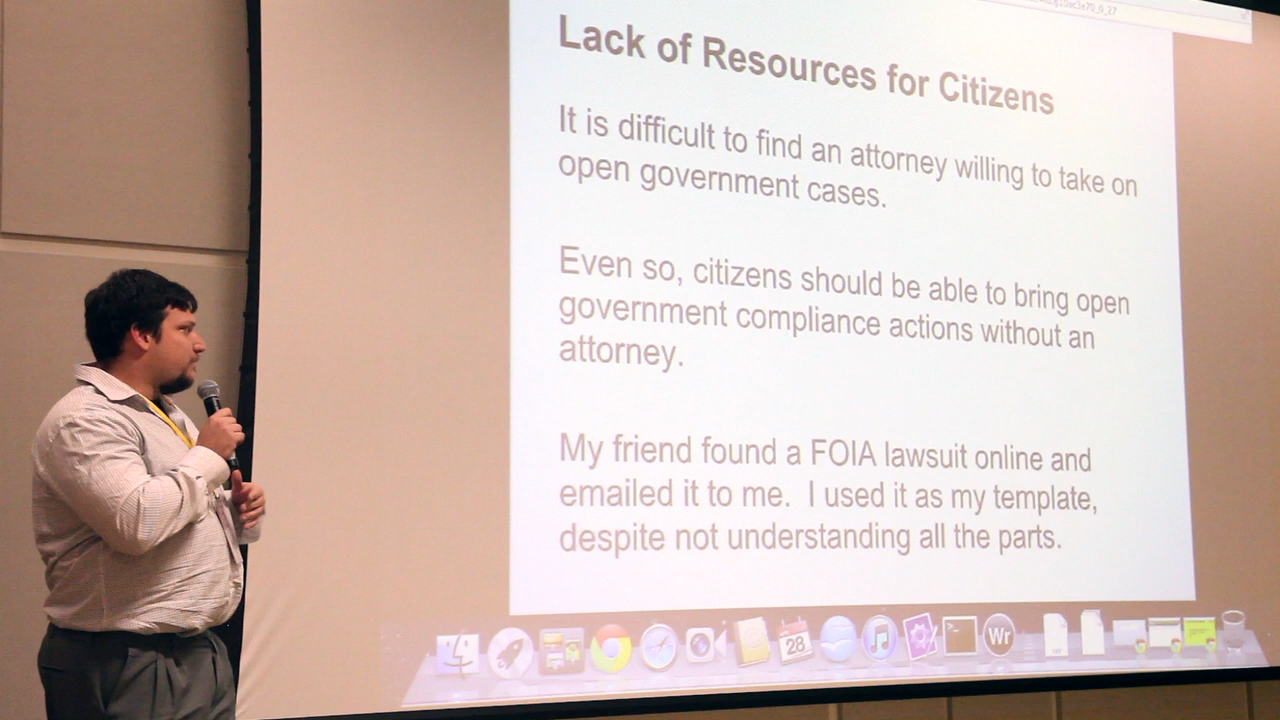 Lack of Resources for Citizens
It is difficult to find an attorney willing to take on
open government cases.
Even so, citizens should be able to bring open
government compliance actions without an
attorney.
My friend found a FOIA lawsuit online and
emailed it to me. I used it as my template,
despite not understanding all the parts.
28
Wr